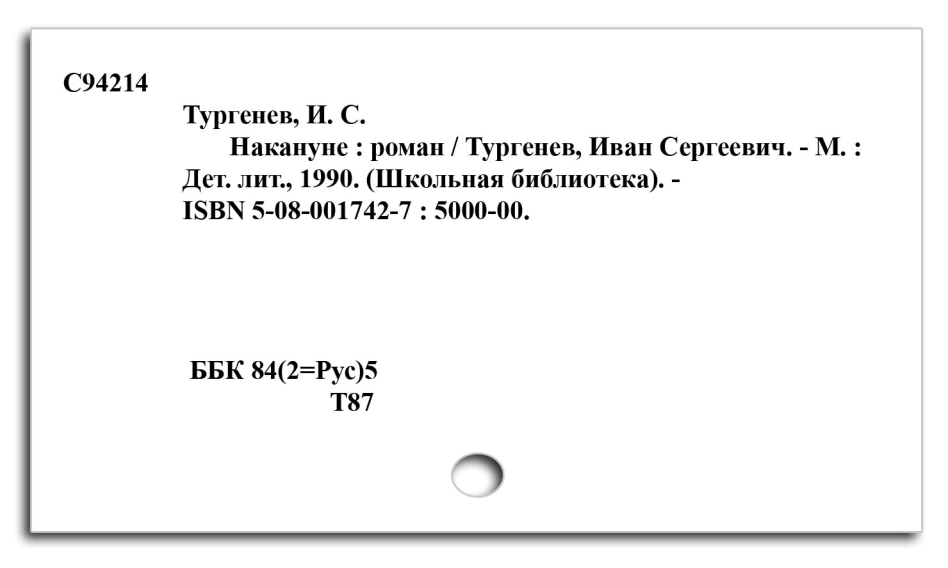 С94214
Тургенев, И. С.
Накануне : роман / Тургенев, Иван Сергеевич. - М. :
Дет. лит., 1990. (Школьная библиотека). -
ISBN 5-08-001742-7 : 5000-00.
ББК 84(2=Рус)5
Т87